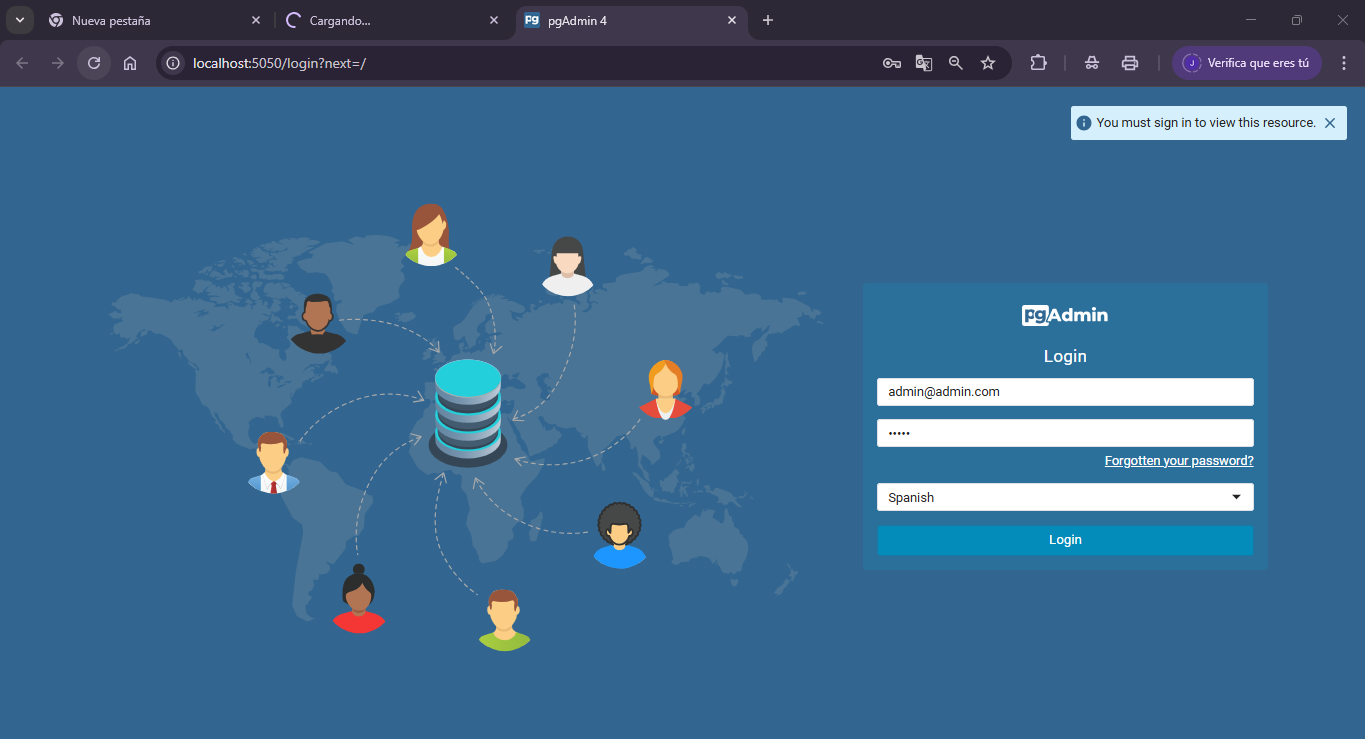 Nueva pestaña
Cargando...
pg
pgAdmin 4
localhost:5050/login?next=/
J
Verifica que eres tú
You must sign in to view this resource.
pgAdmin
Login
admin@admin.com
•••••
Forgotten your password?
Spanish
Login